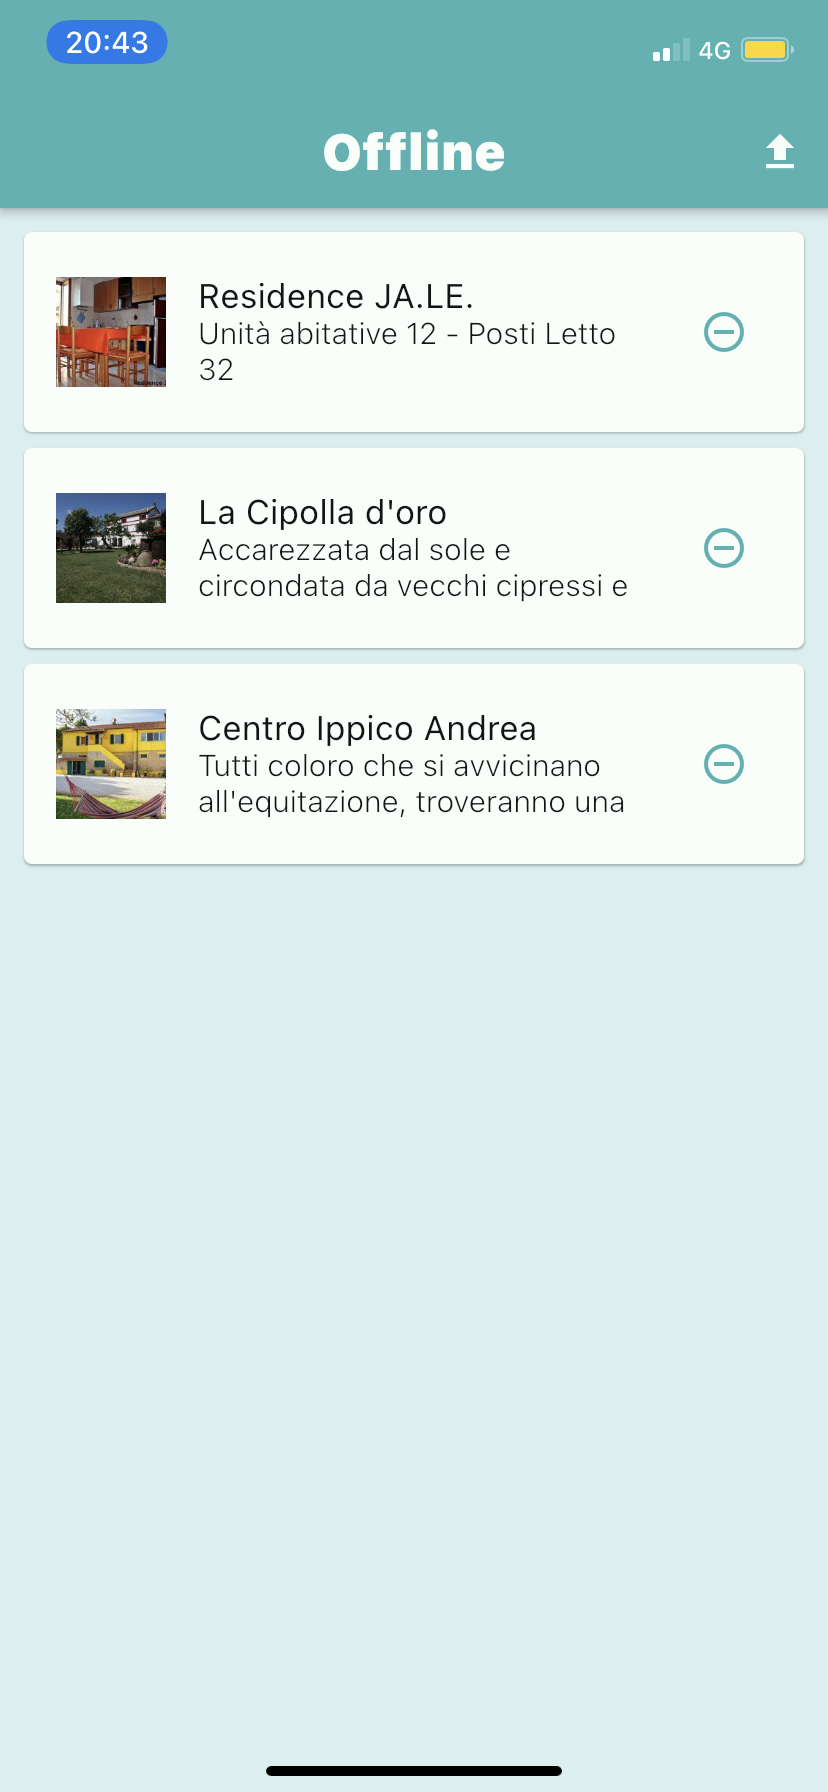 20:43
4G
Offline
Residence JA.LE.
Unità abitative 12 - Posti Letto
32
La Cipolla d'oro
Accarezzata dal sole e
circondata da vecchi cipressi e
Centro Ippico Andrea
Tutti coloro che si avvicinano
all'equitazione, troveranno una